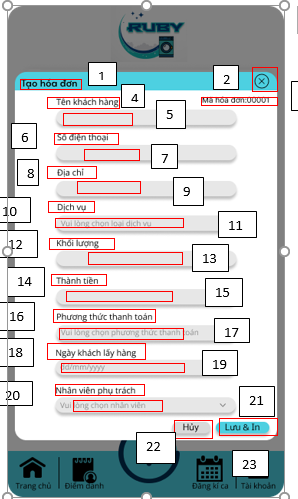 RUBY
1
2
Tạo hóa đơn
4
Tên khách hàng
Mã hóa đơn:00001
5
6
Số điện thoại
7
8
Địa chỉ
9
10
Dịch vụ
Vui lòng chọn loại dịch vụ
11
12
Khối lượng
13
14
Thành tiền
15
16
Phương thức thanh toán
Vui lòng chọn phương thức thanh toán
17
18
Ngày khách lấy hàng
dd/mm/yyyy
19
20
Nhân viên phụ trách
Vui lòng chọn nhân viên
21
22
Hủy
Lưu & In
23
Trang chủ
Điểm danh
Đăng kí ca
Tài khoản